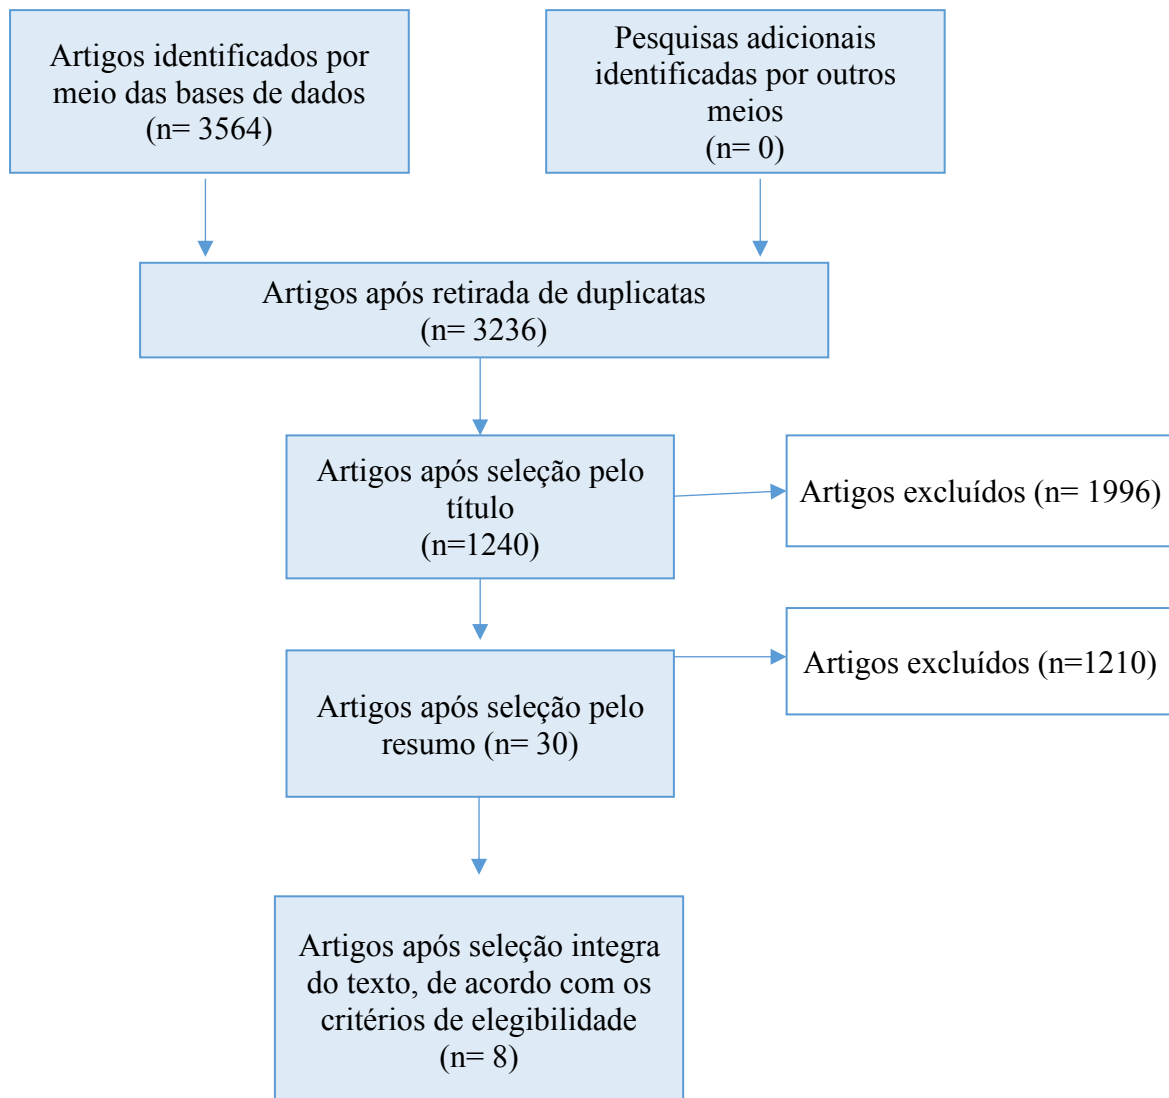 Artigos identificados por
meio das bases de dados
(n= 3564)
Pesquisas adicionais
identificadas por outros
meios
(n= 0)
Artigos após retirada de duplicatas
(n= 3236)
Artigos após seleção pelo
título
(n=1240)
Artigos excluídos (n= 1996)
Artigos após seleção pelo
resumo (n= 30)
Artigos excluídos (n=1210)
Artigos após seleção integra
do texto, de acordo com os
critérios de elegibilidade
(n= 8)